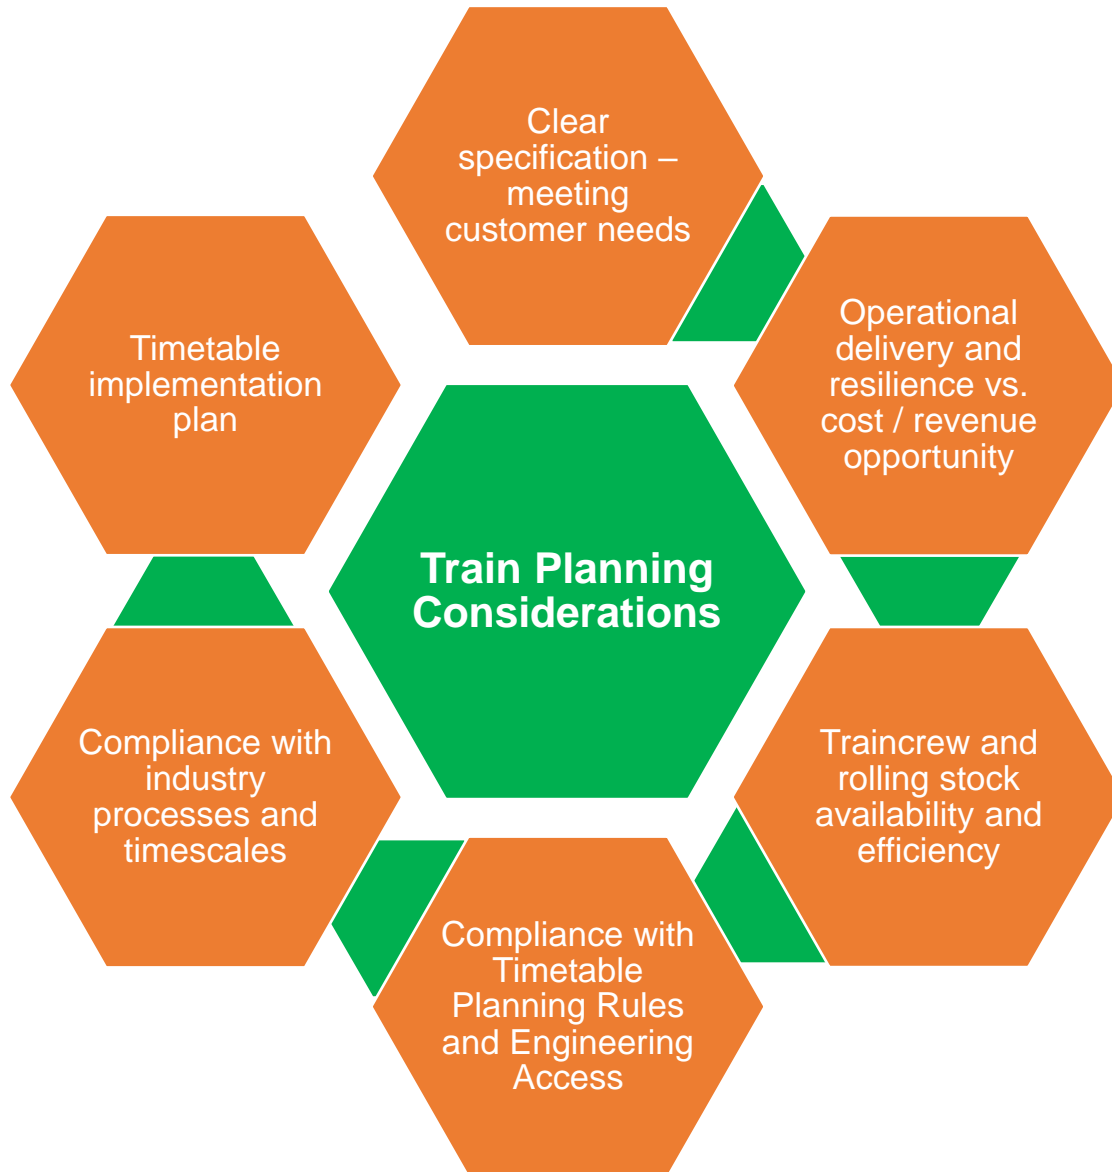 Clear
specification –
meeting
customer needs
Operational
delivery and
resilience vs.
cost / revenue
opportunity
Timetable
implementation
plan
Train Planning
Considerations
Compliance with
industry
processes and
timescales
Traincrew and
rolling stock
availability and
efficiency
Compliance with
Timetable
Planning Rules
and Engineering
Access